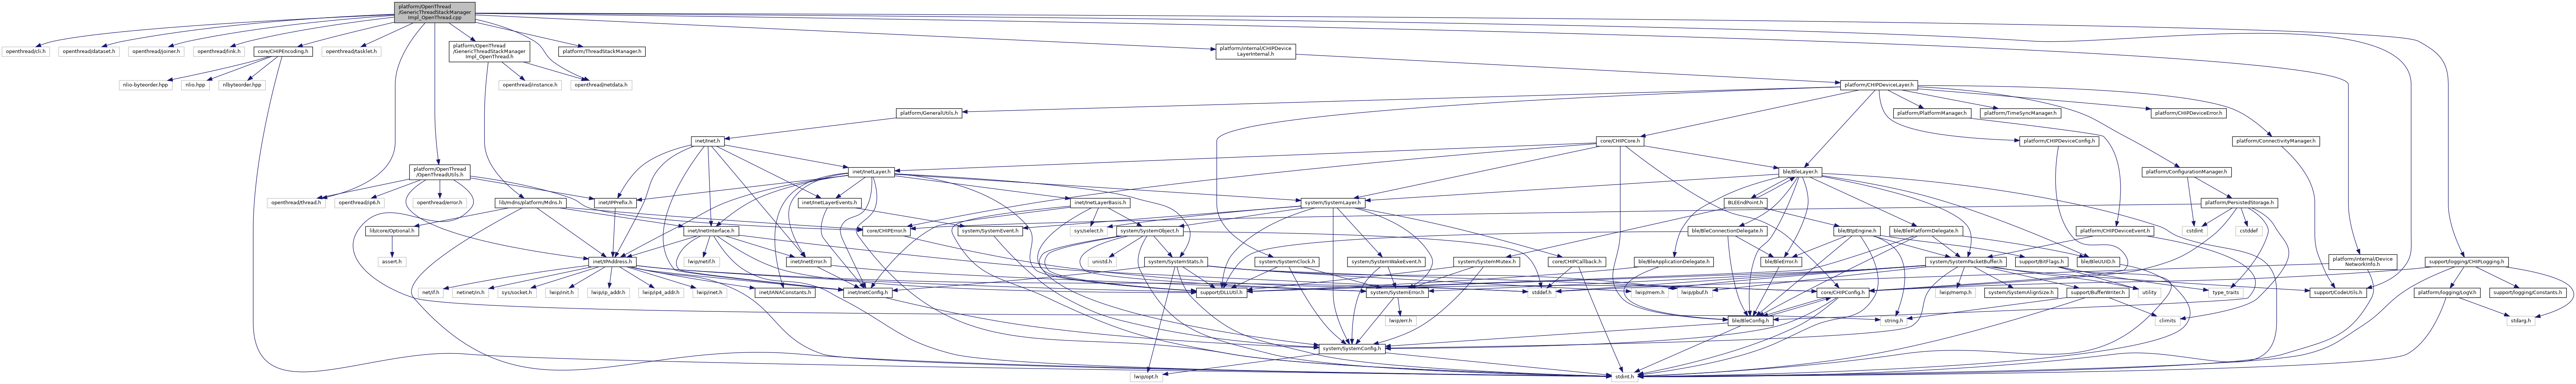 platform/OpenThread
/GenericThreadStackManager
Impl_OpenThread.cpp
openthread/cli.h
openthread/dataset.h
openthread/joiner.h
openthread/link.h
core/CHIPEncoding.h
openthread/tasklet.h
platform/OpenThread
/GenericThreadStackManager
Impl_OpenThread.h
platform/ThreadStackManager.h
platform/internal/CHIPDevice
LayerInternal.h
nlio-byteorder.hpp
nlio.hpp
nlbyteorder.hpp
openthread/instance.h
openthread/netdata.h
platform/CHIPDeviceLayer.h
platform/GeneralUtils.h
platform/PlatformManager.h
platform/TimeSyncManager.h
platform/CHIPDeviceError.h
inet/Inet.h
core/CHIPCore.h
platform/CHIPDeviceConfig.h
platform/ConnectivityManager.h
platform/OpenThread
/OpenThreadUtils.h
inet/InetLayer.h
ble/BleLayer.h
platform/ConfigurationManager.h
openthread/thread.h
openthread/ip6.h
openthread/error.h
lib/mdns/platform/Mdns.h
inet/IPPrefix.h
inet/InetLayerEvents.h
inet/InetLayerBasis.h
system/SystemLayer.h
BLEEndPoint.h
platform/PersistedStorage.h
lib/core/Optional.h
inet/InetInterface.h
core/CHIPError.h
system/SystemEvent.h
sys/select.h
system/SystemObject.h
ble/BleConnectionDelegate.h
ble/BtpEngine.h
ble/BlePlatformDelegate.h
cstdint
cstddef
platform/CHIPDeviceEvent.h
assert.h
inet/IPAddress.h
lwip/netif.h
inet/InetError.h
unistd.h
system/SystemStats.h
system/SystemClock.h
system/SystemWakeEvent.h
system/SystemMutex.h
core/CHIPCallback.h
ble/BleApplicationDelegate.h
ble/BleError.h
system/SystemPacketBuffer.h
support/BitFlags.h
ble/BleUUID.h
platform/internal/Device
NetworkInfo.h
support/logging/CHIPLogging.h
net/if.h
netinet/in.h
sys/socket.h
lwip/init.h
lwip/ip_addr.h
lwip/ip4_addr.h
lwip/inet.h
inet/IANAConstants.h
inet/InetConfig.h
support/DLLUtil.h
system/SystemError.h
stddef.h
lwip/mem.h
lwip/pbuf.h
core/CHIPConfig.h
lwip/memp.h
system/SystemAlignSize.h
support/BufferWriter.h
utility
type_traits
support/CodeUtils.h
platform/logging/LogV.h
support/logging/Constants.h
lwip/err.h
ble/BleConfig.h
string.h
climits
stdarg.h
system/SystemConfig.h
lwip/opt.h
stdint.h